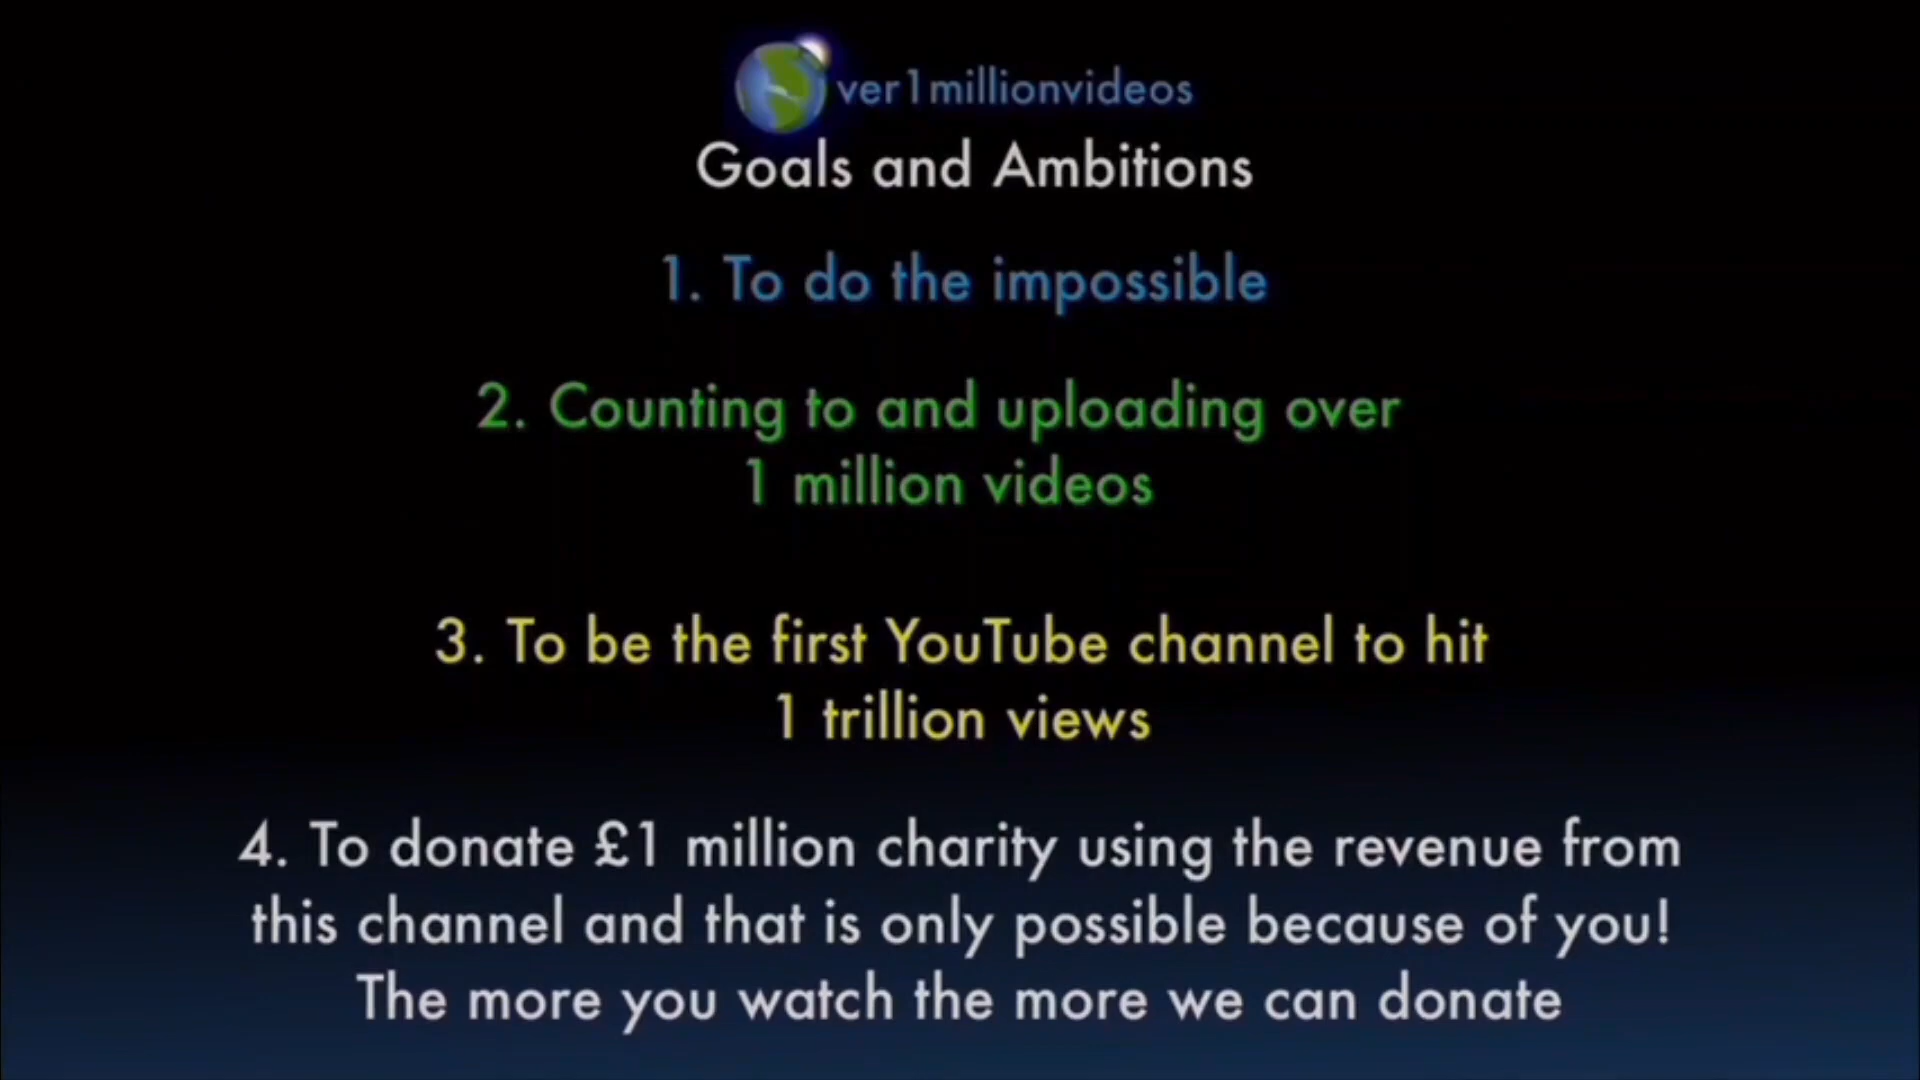 ver1millionvideos
Goals and Ambitions
1. To do the impossible
2. Counting to and uploading over
1 million videos
3. To be the first YouTube channel to hit
1 trillion views
4. To donate £1 million charity using the revenue from
this channel and that is only possible because of you!
The more you watch the more we can donate